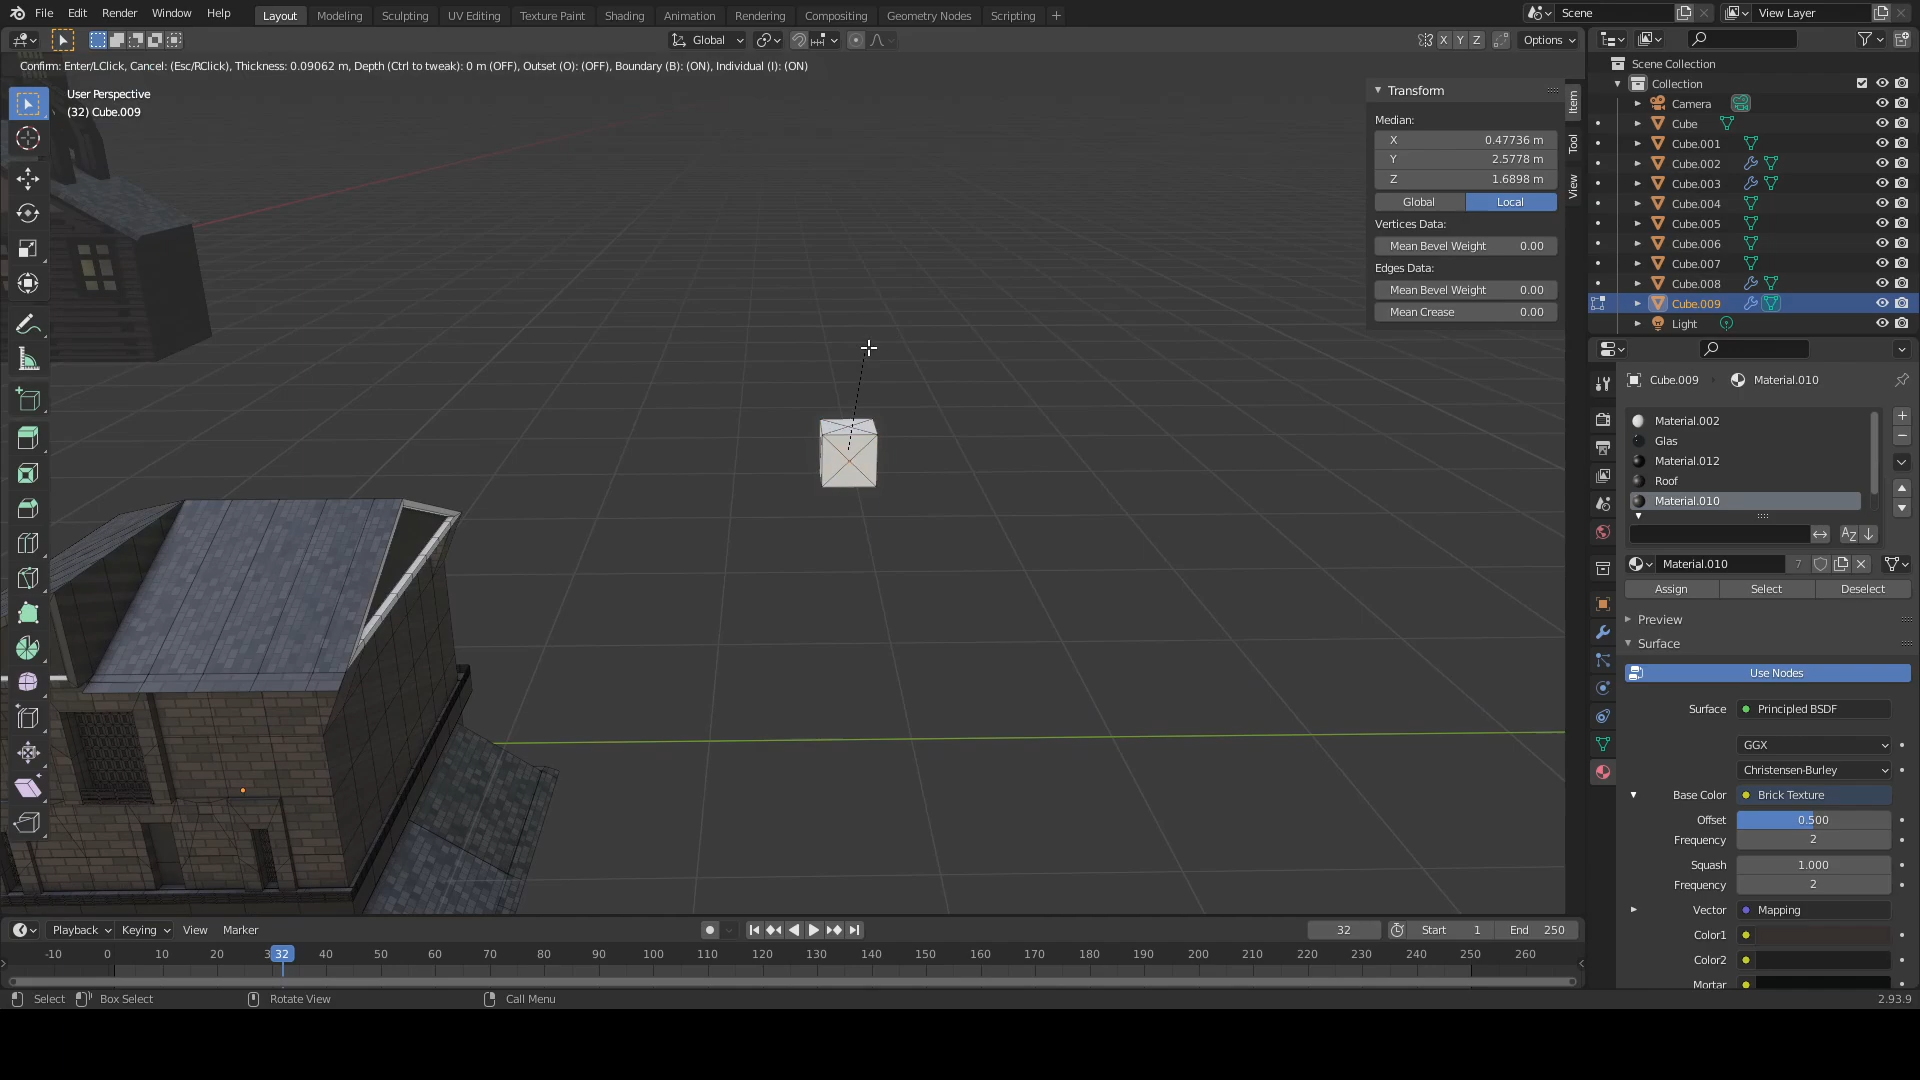 File Edit Render Window Help Layout Modeling Sculpting UV Editing Texture Paint Shading Animation Rendering Compositing Geometry Nodes Scripting + Scene View Layer
Global X Y Z Options
Confirm: Enter/LClick, Cancel: (Esc/RClick), Thickness: 0.09062 m, Depth (Ctrl to tweak): 0 m (OFF), Outset (O): (OFF), Boundary (B): (ON), Individual (I): (ON)
User Perspective
(32) Cube.009
Transform
Median:
X 0.47736 m
Y 2.5778 m
Z 1.6898 m
Global Local
Vertices Data:
Mean Bevel Weight 0.00
Edges Data:
Mean Bevel Weight 0.00
Mean Crease 0.00
Item
Tool
View
Scene Collection
Collection
Camera
Cube
Cube.001
Cube.002
Cube.003
Cube.004
Cube.005
Cube.006
Cube.007
Cube.008
Cube.009
Light
Cube.009 Material.010
Material.002
Glas
Material.012
Roof
Material.010
Material.010 7
Assign Select Deselect
Preview
Surface
Use Nodes
Surface Principled BSDF
GGX
Christensen-Burley
Base Color Brick Texture
Offset 0.500
Frequency 2
Squash 1.000
Frequency 2
Vector Mapping
Color1
Color2
Mortar
Playback Keying View Marker 32 Start 1 End 250
-10 0 10 20 3 32 40 50 60 70 80 90 100 110 120 130 140 150 160 170 180 190 200 210 220 230 240 250 260
Select Box Select Rotate View Call Menu 2.93.9